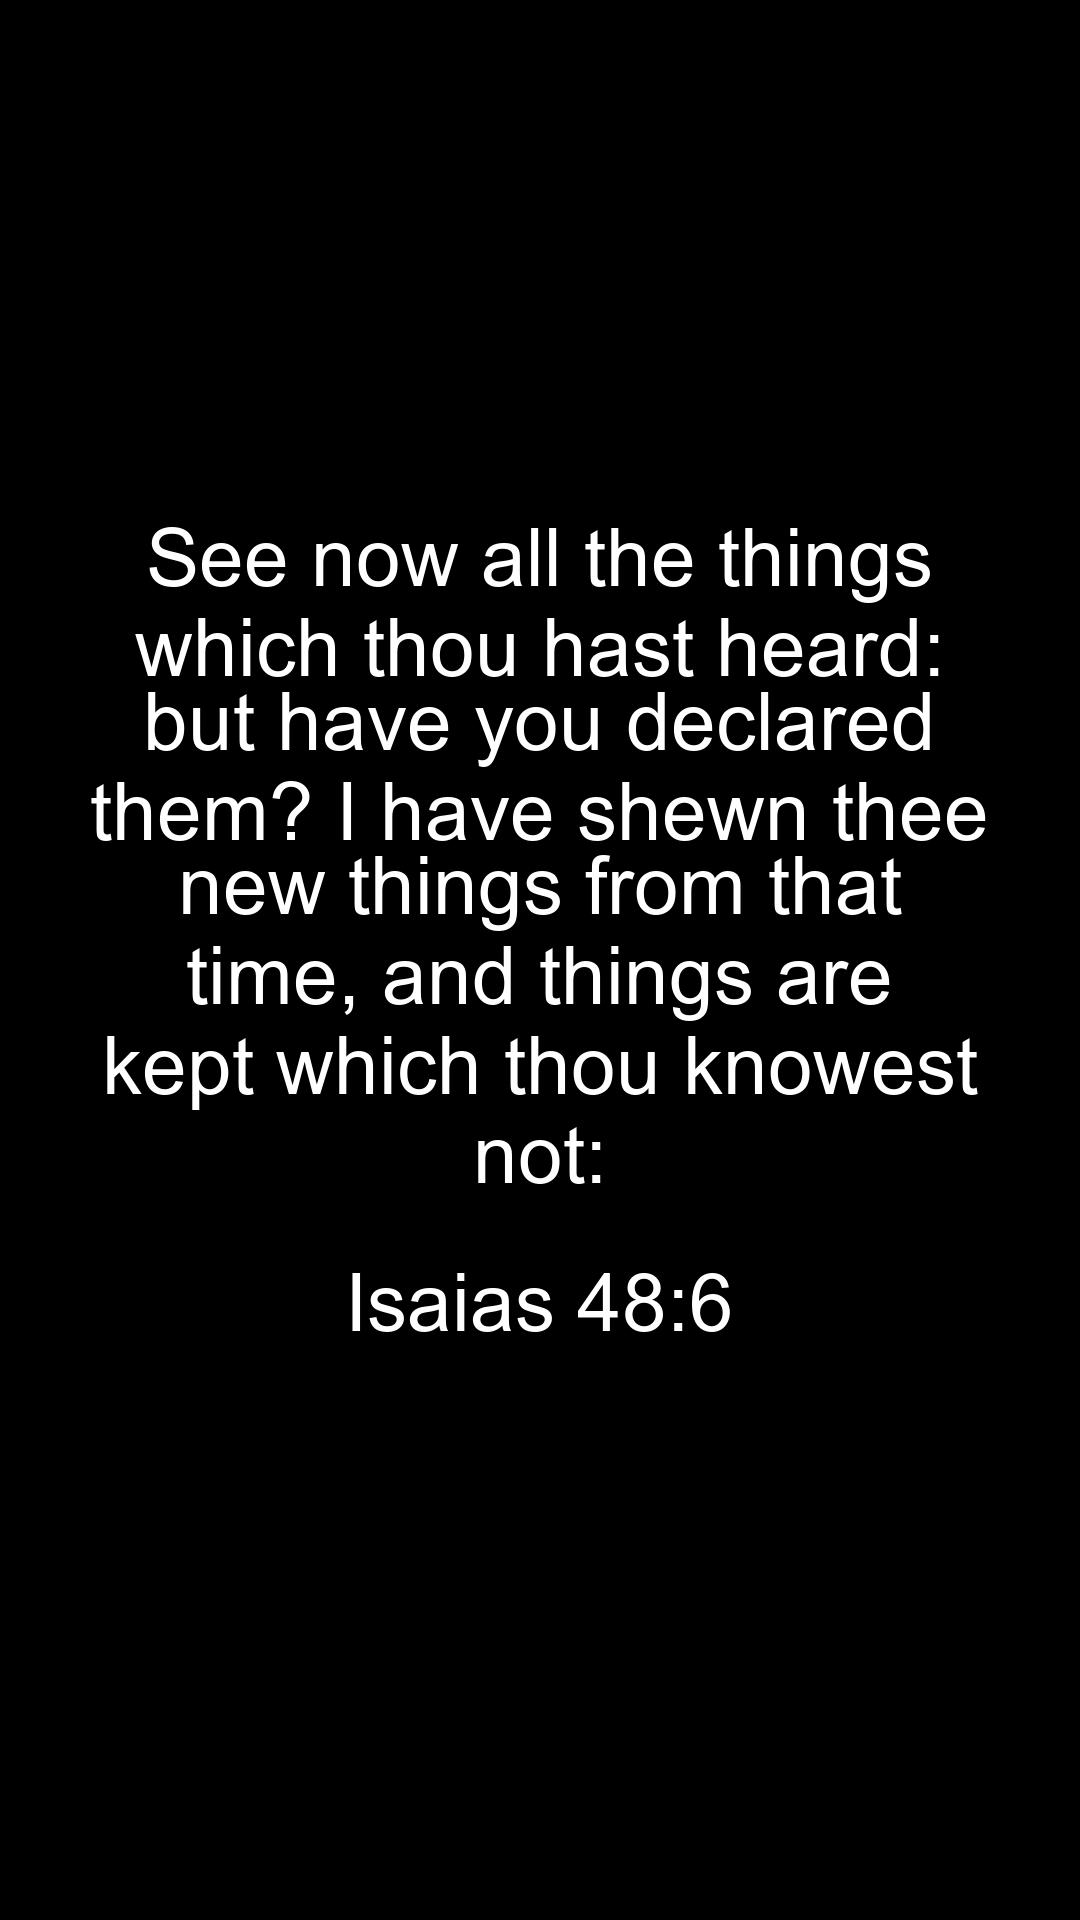 See now all the things
which thou hast heard:
but have you declared
them? I have shewn thee
new things from that
time, and things are
kept which thou knowest
not:
Isaias 48:6